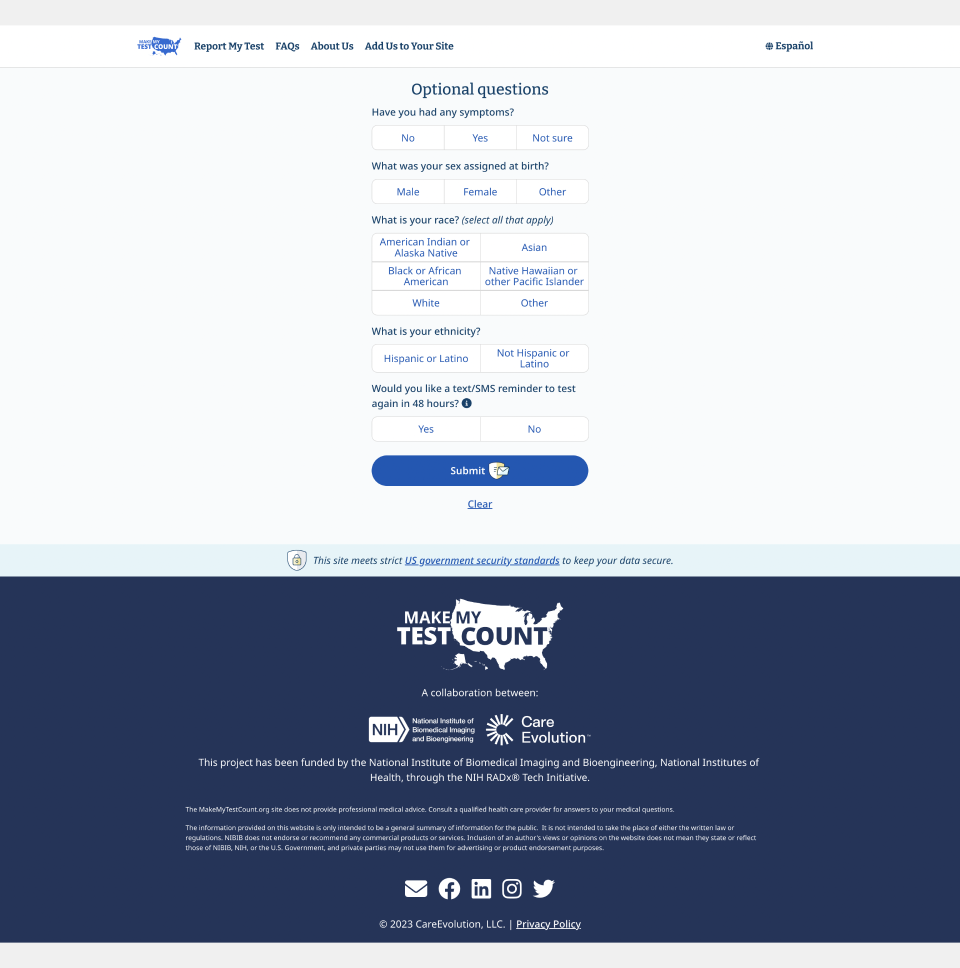 MAKE MY
TEST COUNT
Report My Test FAQs About Us Add Us to Your Site
Español
Optional questions
Have you had any symptoms?
No Yes Not sure
What was your sex assigned at birth?
Male Female Other
What is your race? (select all that apply)
American Indian or
Alaska Native
Asian
Black or African
American
Native Hawaiian or
other Pacific Islander
White Other
What is your ethnicity?
Hispanic or Latino
Not Hispanic or
Latino
Would you like a text/SMS reminder to test
again in 48 hours?
Yes No
Submit
Clear
This site meets strict US government security standards to keep your data secure.
MAKE MY
TEST COUNT
A collaboration between:
NIH
National Institute of
Biomedical Imaging
and Bioengineering
Care
Evolution™
This project has been funded by the National Institute of Biomedical Imaging and Bioengineering, National Institutes of
Health, through the NIH RADx® Tech Initiative.
The MakeMyTestCount.org site does not provide professional medical advice. Consult a qualified health care provider for answers to your medical questions.
The information provided on this website is only intended to be a general summary of information for the public. It is not intended to take the place of either the written law or
regulations. NIBIB does not endorse or recommend any commercial products or services. Inclusion of an author's views or opinions on the website does not mean they state or reflect
those of NIBIB, NIH, or the U.S. Government, and private parties may not use them for advertising or product endorsement purposes.
© 2023 CareEvolution, LLC. | Privacy Policy